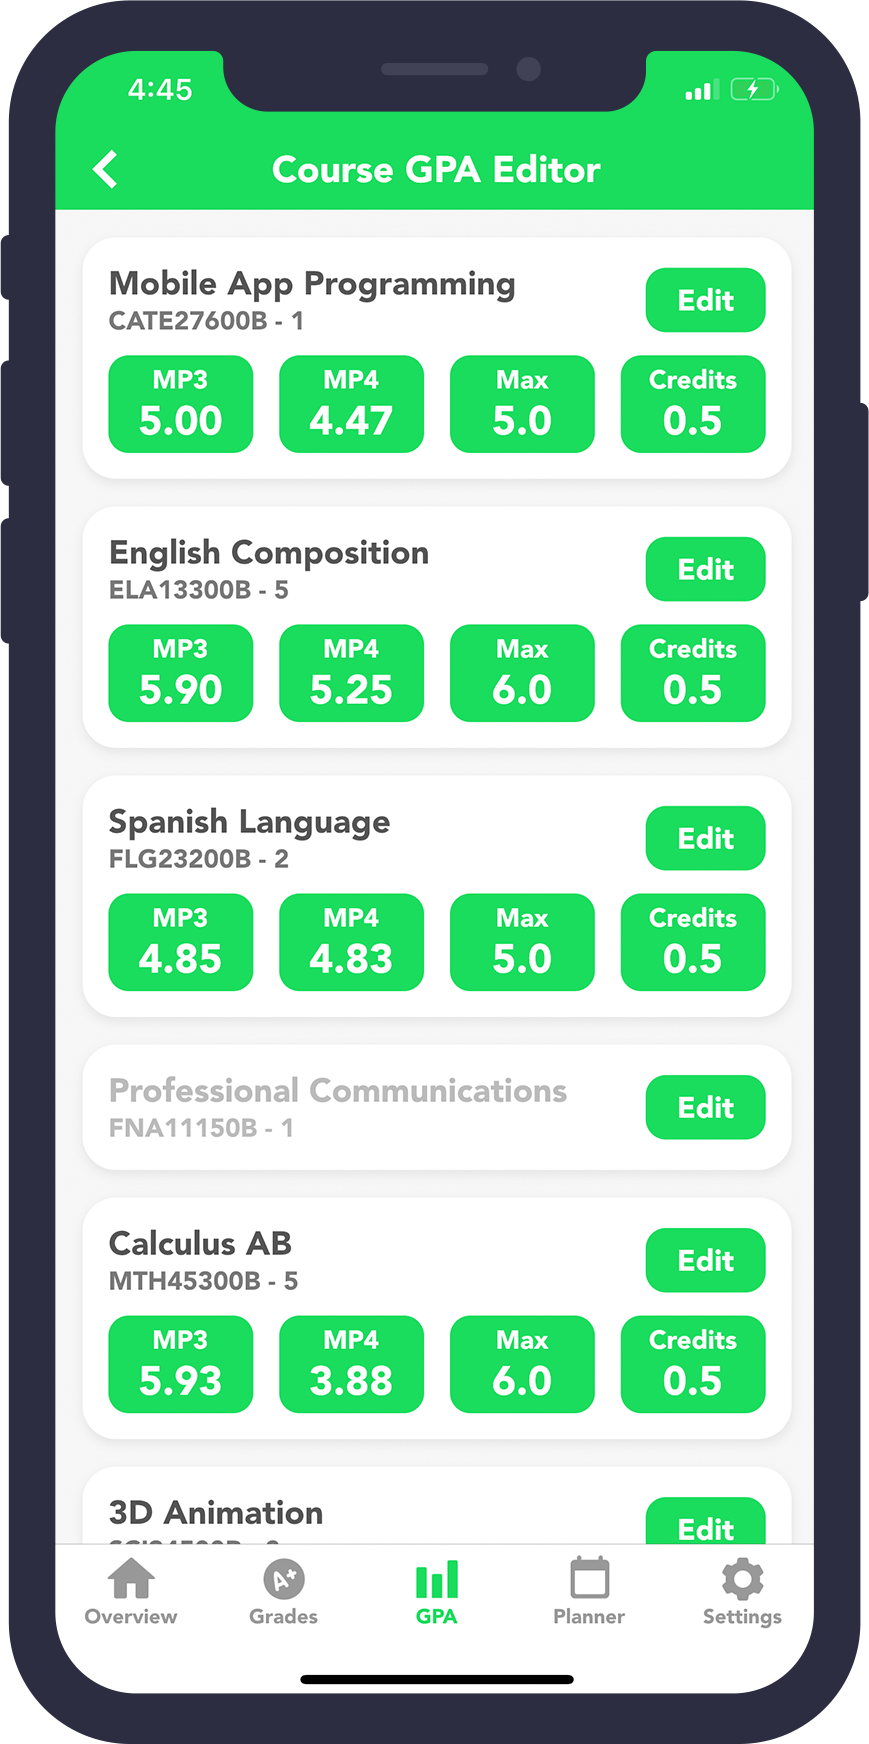 4:45
Course GPA Editor
Mobile App Programming
Edit
CATE27600B - 1
MP3 MP4 Max Credits
5.00 4.47 5.0 0.5
English Composition
Edit
ELA13300B - 5
MP3 MP4 Max Credits
5.90 5.25 6.0 0.5
Spanish Language
Edit
FLG23200B - 2
MP3 MP4 Max Credits
4.85 4.83 5.0 0.5
Professional Communications
Edit
FNA11150B - 1
Calculus AB
Edit
MTH45300B - 5
MP3 MP4 Max Credits
5.93 3.88 6.0 0.5
3D Animation
Edit
A+
Overview Grades GPA Planner Settings